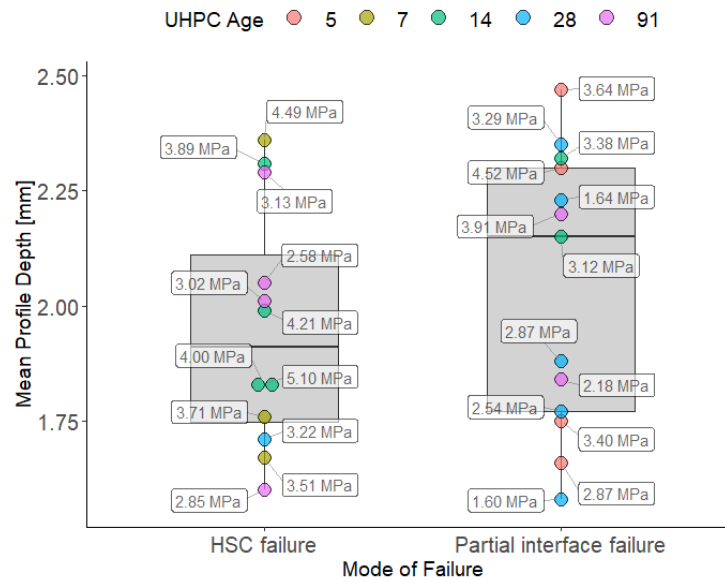 UHPC Age 5 7 14 28 91
Mean Profile Depth [mm]
2.50
2.25
2.00
1.75
4.49 MPa
3.89 MPa
3.13 MPa
2.58 MPa
3.02 MPa
4.21 MPa
4.00 MPa
5.10 MPa
3.71 MPa
3.22 MPa
3.51 MPa
2.85 MPa
3.64 MPa
3.29 MPa
3.38 MPa
4.52 MPa
1.64 MPa
3.91 MPa
3.12 MPa
2.87 MPa
2.18 MPa
2.54 MPa
3.40 MPa
2.87 MPa
1.60 MPa
HSC failure Partial interface failure
Mode of Failure